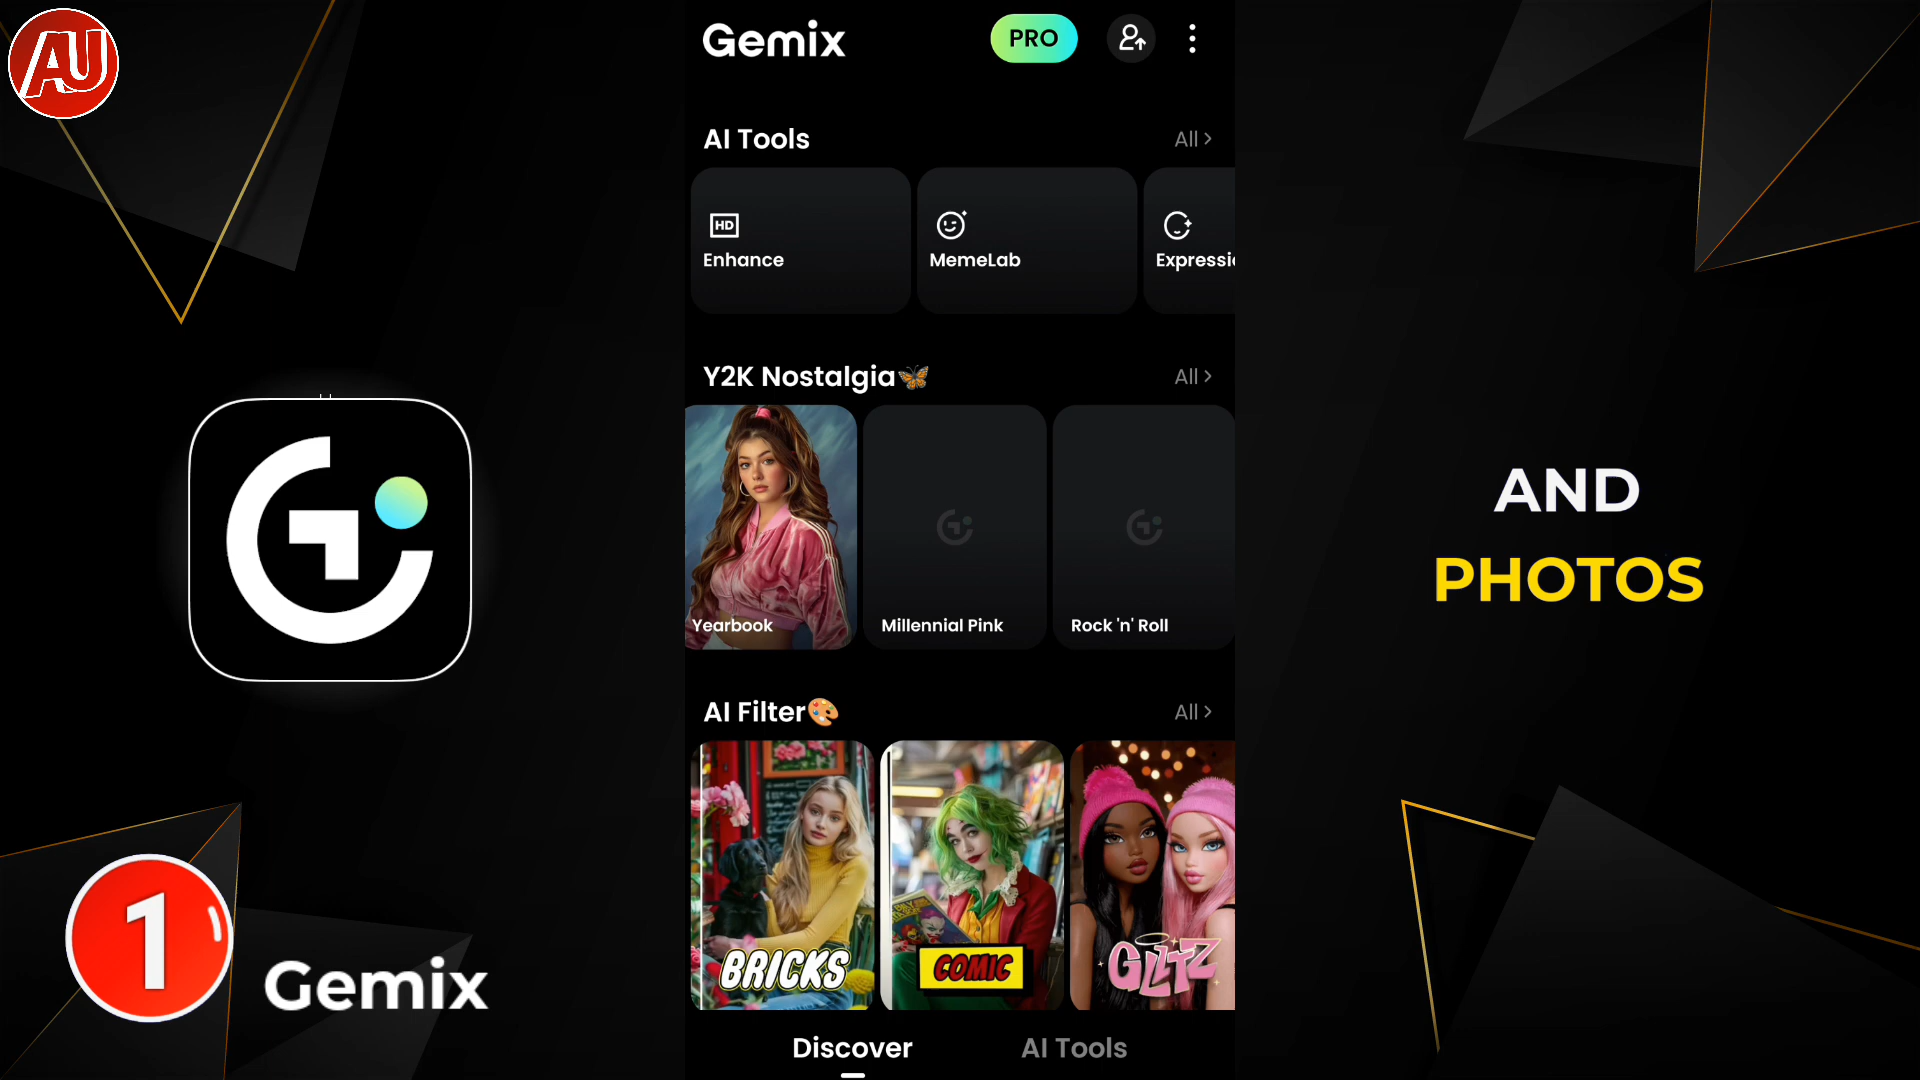 AU
Gemix
PRO
AI Tools
All >
HD
Enhance
MemeLab
Expressi
Y2K Nostalgia🦋
All >
Yearbook
Millennial Pink
Rock 'n' Roll
AI Filter🎨
All >
BRICKS
COMIC
GLITZ
Discover
AI Tools
1
Gemix
AND
PHOTOS